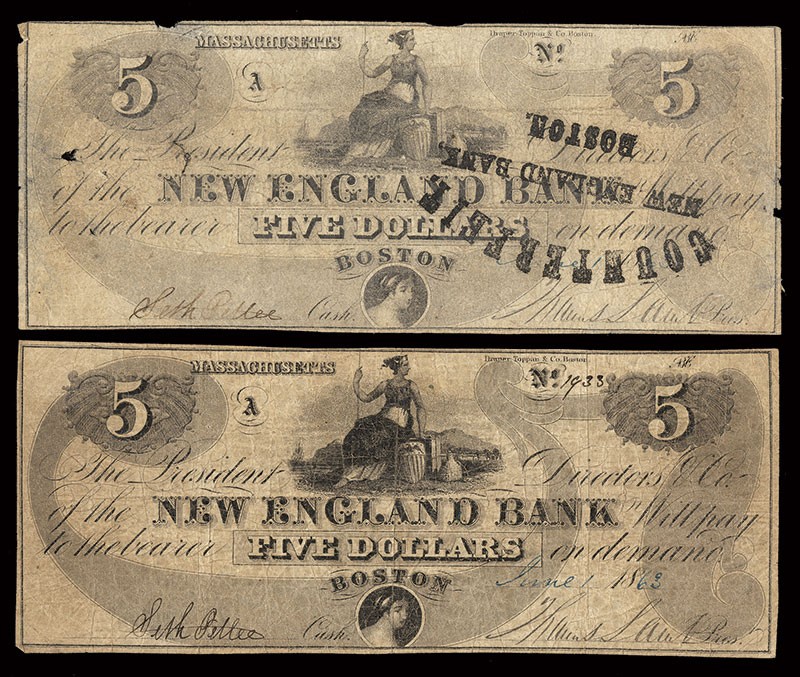 MASSACHUSETTS
Draper, Toppan & Co. Boston.
No.
5
A
5
The President Directors & Co.
BOSTON.
NEW ENGLAND BANK,
COUNTERFEIT
of the NEW ENGLAND BANK Will pay
to the bearer FIVE DOLLARS on demand
BOSTON
Seth Pettee Cash. Pres.
MASSACHUSETTS
Draper, Toppan & Co. Boston.
No. 1933
5
A
5
The President Directors & Co.
of the NEW ENGLAND BANK Will pay
to the bearer FIVE DOLLARS on demand
BOSTON June 1 1863
Seth Pettee Cash. Pres.